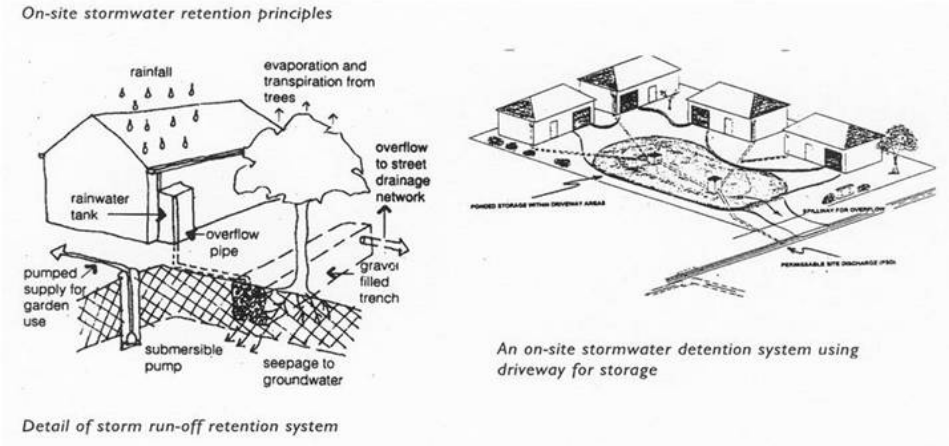 On-site stormwater retention principles
rainfall
evaporation and
transpiration from
trees
overflow
to street
drainage
network
rainwater
tank
overflow
pipe
pumped
supply for
garden
use
gravel
filled
trench
submersible
pump
seepage to
groundwater
Detail of storm run-off retention system
PONDED STORAGE WITHIN DRIVEWAY AREAS
SPILLWAY FOR OVERFLOW
PERMISSABLE SITE DISCHARGE (PSD)
An on-site stormwater detention system using
driveway for storage